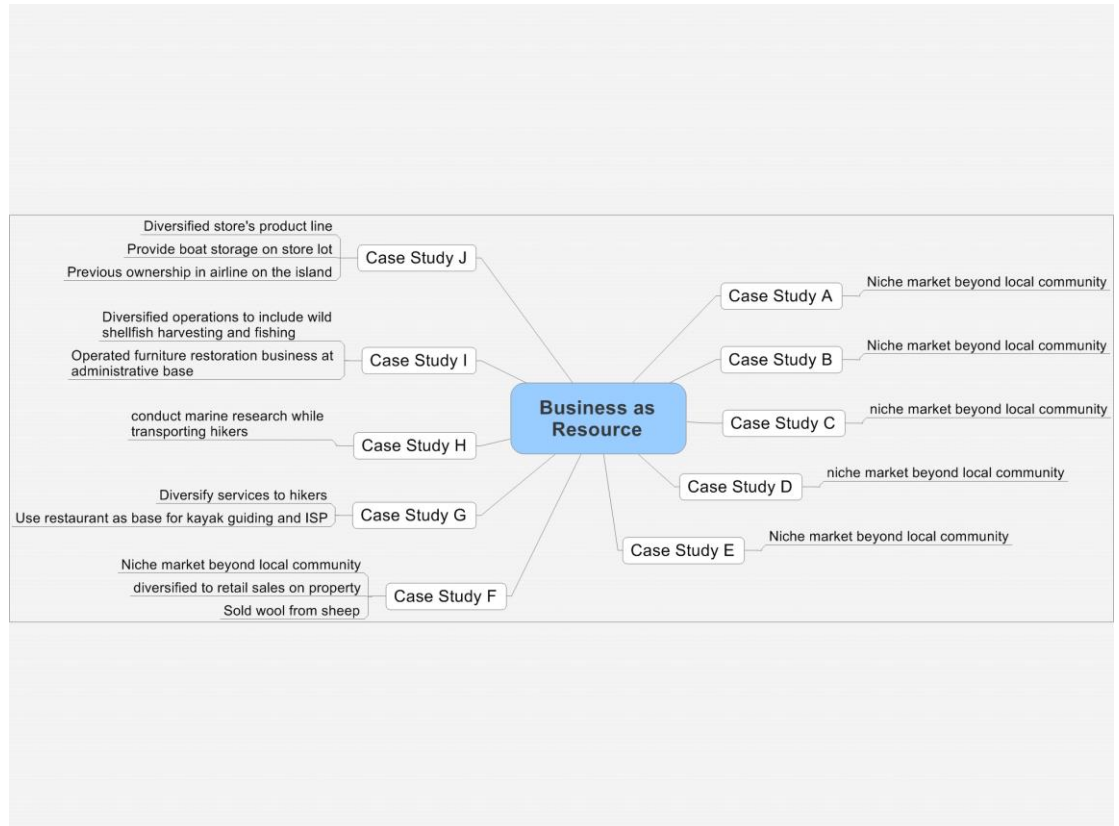 Business as
Resource
Case Study A
Niche market beyond local community
Case Study B
Niche market beyond local community
Case Study C
niche market beyond local community
Case Study D
niche market beyond local community
Case Study E
Niche market beyond local community
Case Study F
Niche market beyond local community
diversified to retail sales on property
Sold wool from sheep
Case Study G
Diversify services to hikers
Use restaurant as base for kayak guiding and ISP
Case Study H
conduct marine research while
transporting hikers
Case Study I
Diversified operations to include wild
shellfish harvesting and fishing
Operated furniture restoration business at
administrative base
Case Study J
Diversified store's product line
Provide boat storage on store lot
Previous ownership in airline on the island